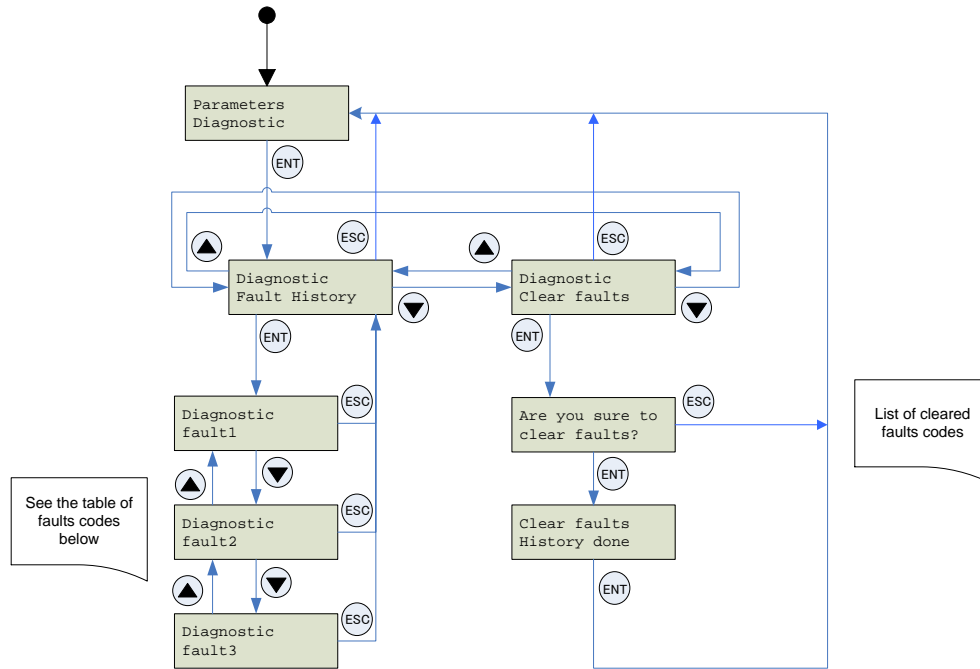 Parameters
Diagnostic
ENT
ESC
ESC
Diagnostic
Fault History
Diagnostic
Clear faults
ENT
ENT
Diagnostic
fault1
ESC
Are you sure to
clear faults?
ESC
List of cleared
faults codes
ENT
See the table of
faults codes
below
Diagnostic
fault2
ESC
Clear faults
History done
ENT
Diagnostic
fault3
ESC